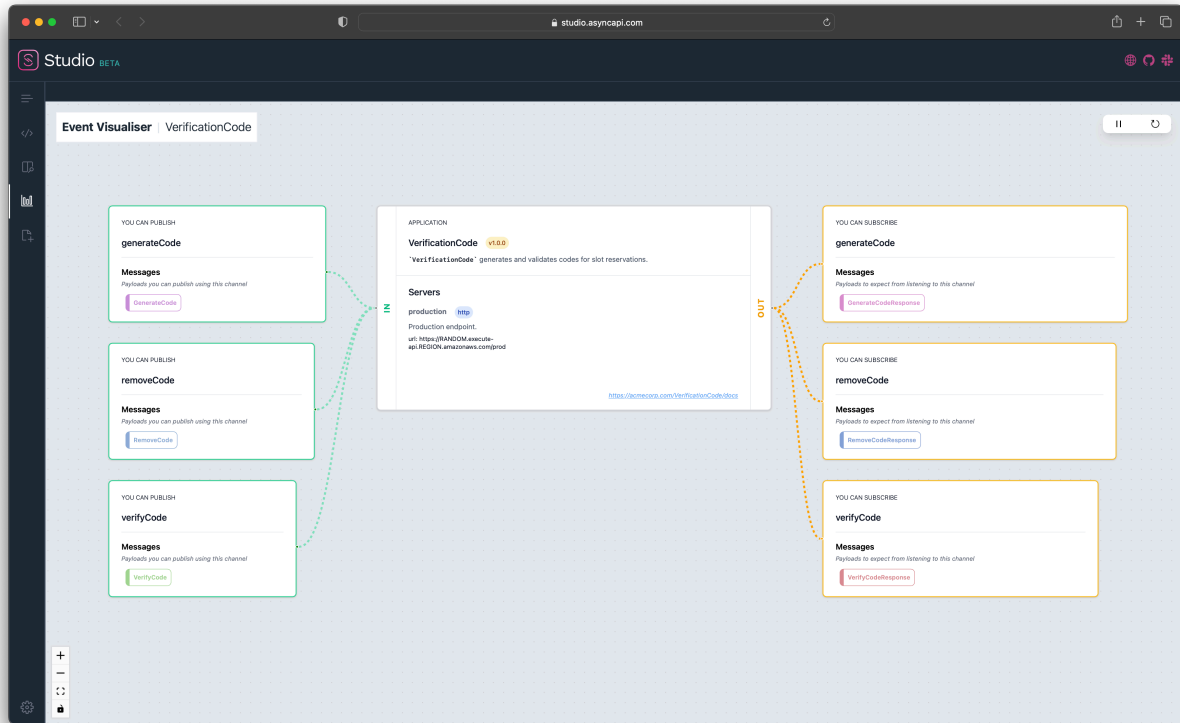 studio.asyncapi.com
Studio BETA
Event Visualiser VerificationCode
YOU CAN PUBLISH
generateCode
Messages
Payloads you can publish using this channel
GenerateCode
YOU CAN PUBLISH
removeCode
Messages
Payloads you can publish using this channel
RemoveCode
YOU CAN PUBLISH
verifyCode
Messages
Payloads you can publish using this channel
VerifyCode
IN
APPLICATION
VerificationCode v1.0.0
`VerificationCode` generates and validates codes for slot reservations.
Servers
production http
Production endpoint.
url: https://RANDOM.execute-
api.REGION.amazonaws.com/prod
https://acmecorp.com/VerificationCode/docs
OUT
YOU CAN SUBSCRIBE
generateCode
Messages
Payloads to expect from listening to this channel
GenerateCodeResponse
YOU CAN SUBSCRIBE
removeCode
Messages
Payloads to expect from listening to this channel
RemoveCodeResponse
YOU CAN SUBSCRIBE
verifyCode
Messages
Payloads to expect from listening to this channel
VerifyCodeResponse